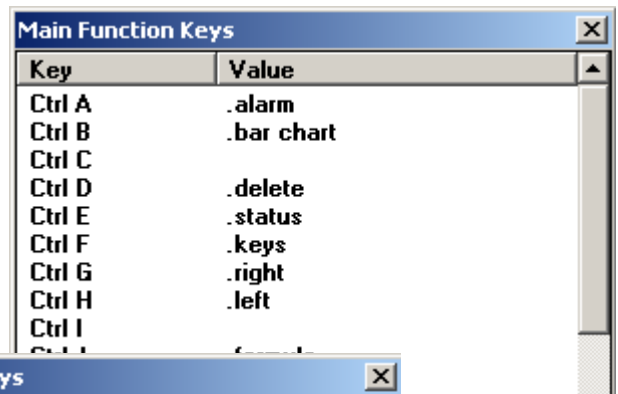 Main Function Keys
Key Value
Ctrl A .alarm
Ctrl B .bar chart
Ctrl C
Ctrl D .delete
Ctrl E .status
Ctrl F .keys
Ctrl G .right
Ctrl H .left
Ctrl I
ys